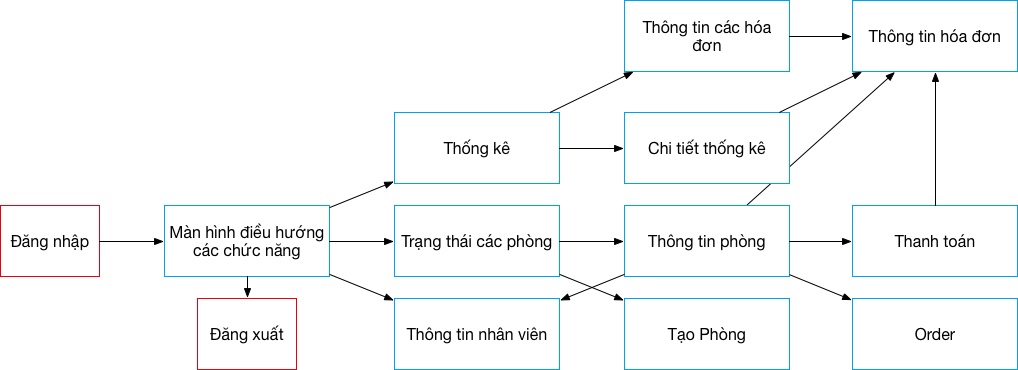 Thông tin các hóa
đơn
Thông tin hóa đơn
Thống kê
Chi tiết thống kê
Đăng nhập
Màn hình điều hướng
các chức năng
Trạng thái các phòng
Thông tin phòng
Thanh toán
Đăng xuất
Thông tin nhân viên
Tạo Phòng
Order